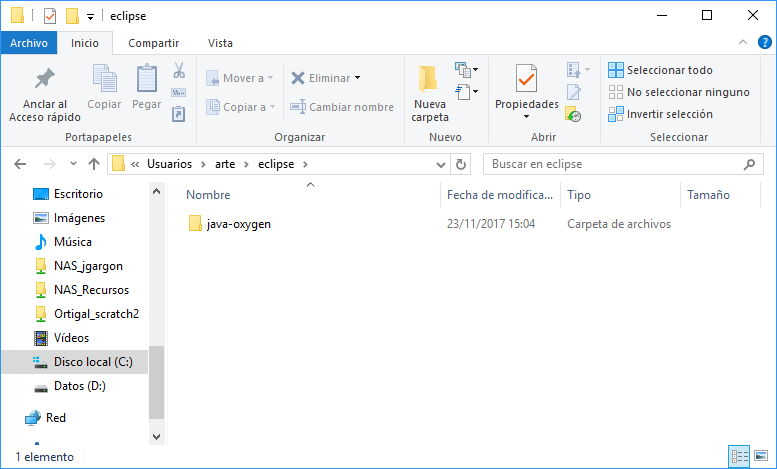 eclipse
Archivo Inicio Compartir Vista
Anclar al Acceso rápido
Copiar
Pegar
Portapapeles
Mover a
Copiar a
Eliminar
Cambiar nombre
Organizar
Nueva carpeta
Nuevo
Propiedades
Abrir
Seleccionar todo
No seleccionar ninguno
Invertir selección
Seleccionar
« Usuarios > arte > eclipse >
Buscar en eclipse
Escritorio
Imágenes
Música
NAS_jgargon
NAS_Recursos
Ortigal_scratch2
Vídeos
Disco local (C:)
Datos (D:)
Red
Nombre Fecha de modifica... Tipo Tamaño
java-oxygen 23/11/2017 15:04 Carpeta de archivos
1 elemento